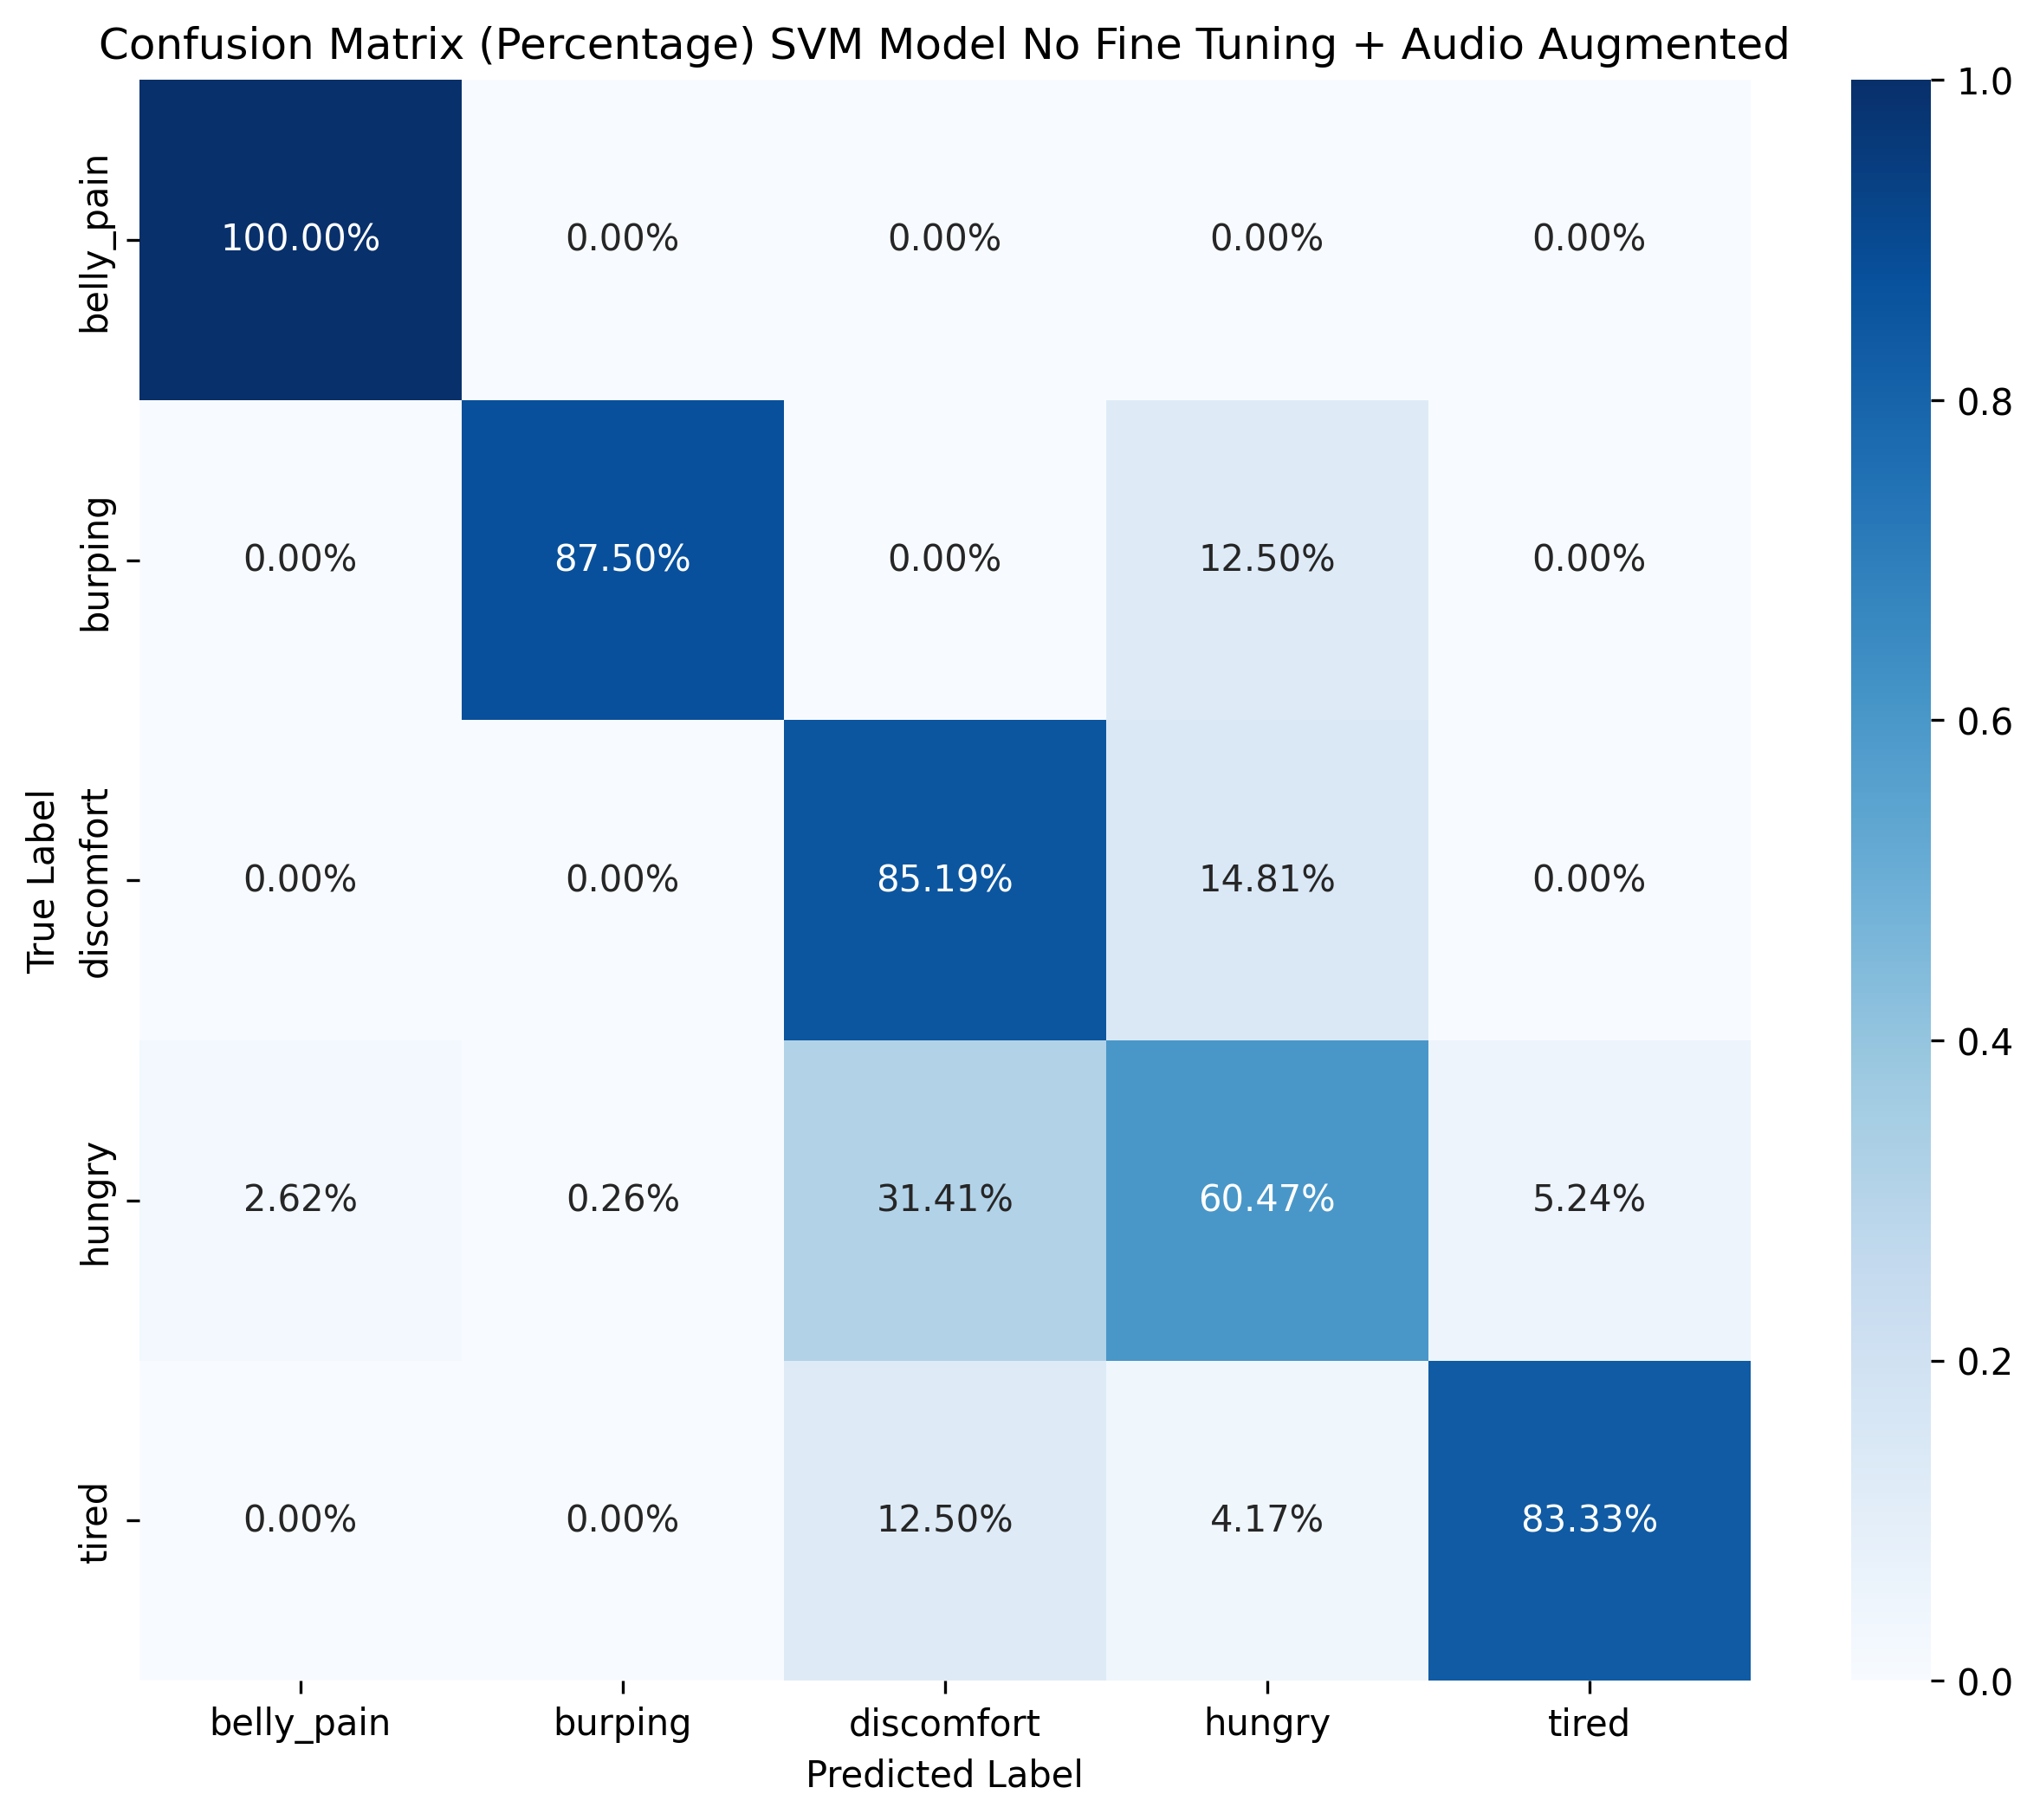 Confusion Matrix (Percentage) SVM Model No Fine Tuning + Audio Augmented
True Label
belly_pain
100.00% 0.00% 0.00% 0.00% 0.00%
burping
0.00% 87.50% 0.00% 12.50% 0.00%
discomfort
0.00% 0.00% 85.19% 14.81% 0.00%
hungry
2.62% 0.26% 31.41% 60.47% 5.24%
tired
0.00% 0.00% 12.50% 4.17% 83.33%
belly_pain burping discomfort hungry tired
Predicted Label
1.0
0.8
0.6
0.4
0.2
0.0